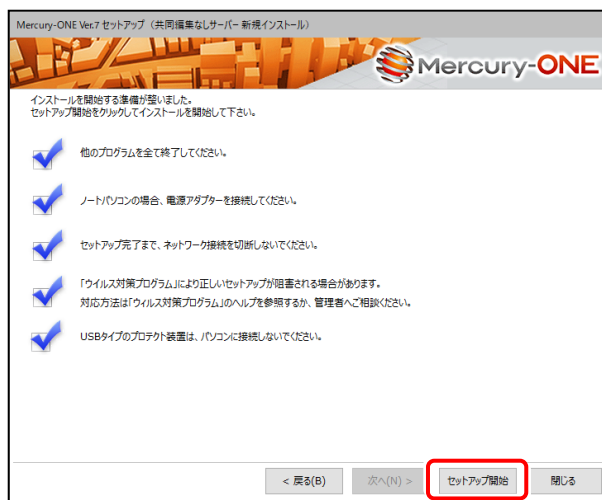 Mercury-ONE Ver.7 セットアップ（共同編集なしサーバー 新規インストール）
Mercury-ONE
インストールを開始する準備が整いました。
セットアップ開始をクリックしてインストールを開始して下さい。
他のプログラムを全て終了してください。
ノートパソコンの場合、電源アダプターを接続してください。
セットアップ完了まで、ネットワーク接続を切断しないでください。
「ウイルス対策プログラム」により正しいセットアップが阻害される場合があります。
対応方法は「ウィルス対策プログラム」のヘルプを参照するか、管理者へご相談ください。
USBタイプのプロテクト装置は、パソコンに接続しないでください。
< 戻る(B) 次へ(N) > セットアップ開始 閉じる